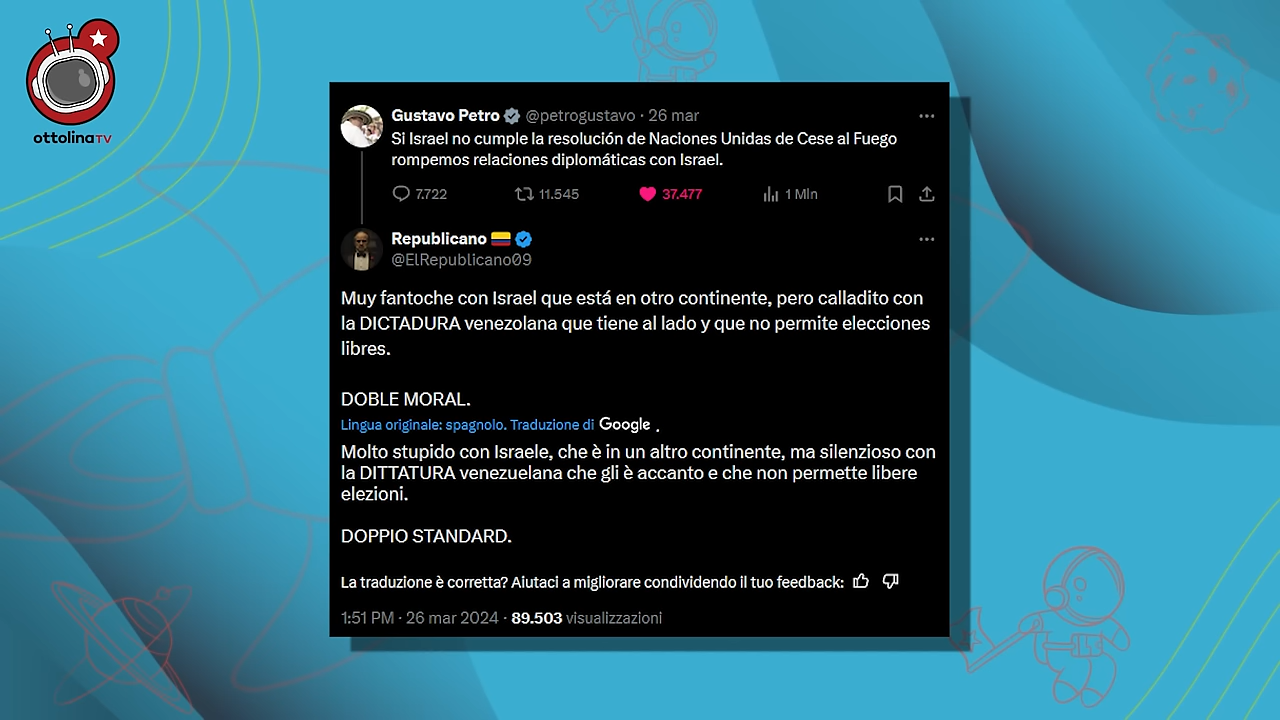 ottolinaTV
Gustavo Petro @petrogustavo · 26 mar
Si Israel no cumple la resolución de Naciones Unidas de Cese al Fuego
rompemos relaciones diplomáticas con Israel.
7.722 11.545 37.477 1 Mln
Republicano
@ElRepublicano09
Muy fantoche con Israel que está en otro continente, pero calladito con
la DICTADURA venezolana que tiene al lado y que no permite elecciones
libres.
DOBLE MORAL.
Lingua originale: spagnolo. Traduzione di Google .
Molto stupido con Israele, che è in un altro continente, ma silenzioso con
la DITTATURA venezuelana che gli è accanto e che non permette libere
elezioni.
DOPPIO STANDARD.
La traduzione è corretta? Aiutaci a migliorare condividendo il tuo feedback:
1:51 PM · 26 mar 2024 · 89.503 visualizzazioni